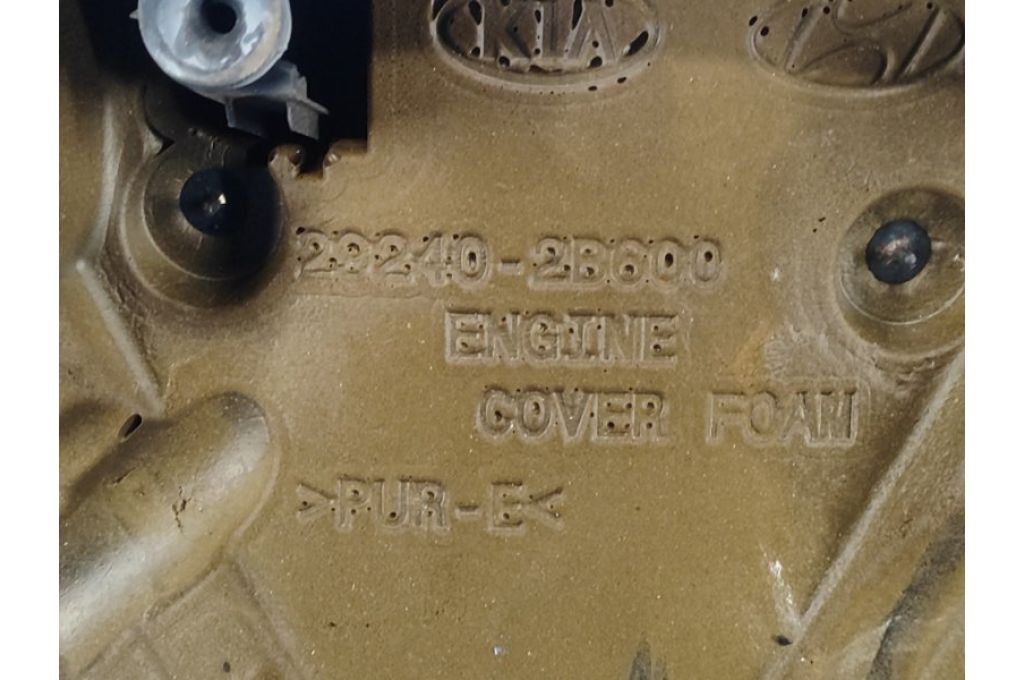 KIA
29240-2B600
ENGINE
COVER FOAM
>PUR-E<